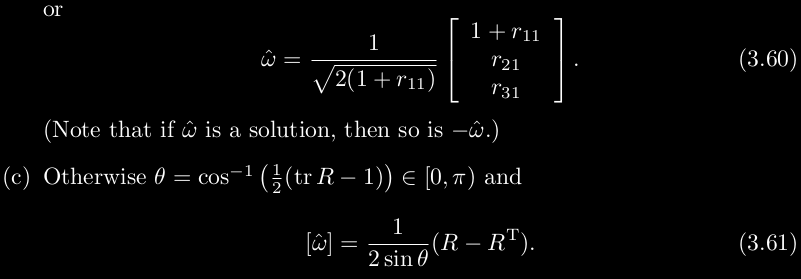 or
ω̂ = 1/√(2(1 + r₁₁)) [ 1 + r₁₁ ; r₂₁ ; r₃₁ ] . (3.60)
(Note that if ω̂ is a solution, then so is −ω̂.)
(c) Otherwise θ = cos⁻¹ (½(tr R − 1)) ∈ [0, π) and
[ω̂] = 1/(2 sin θ) (R − Rᵀ). (3.61)